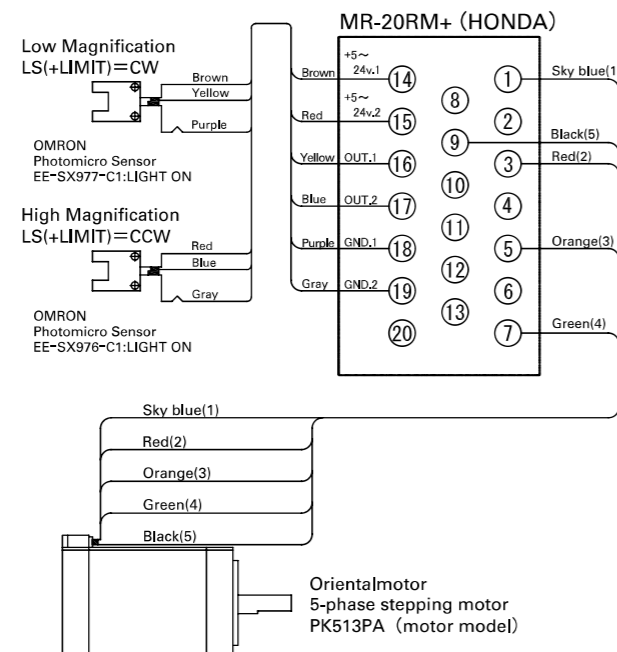 MR-20RM+ (HONDA)
Low Magnification
LS(+LIMIT)=CW
Brown
Yellow
Purple
OMRON
Photomicro Sensor
EE-SX977-C1:LIGHT ON
High Magnification
LS(+LIMIT)=CCW
Red
Blue
Gray
OMRON
Photomicro Sensor
EE-SX976-C1:LIGHT ON
Brown +5~ 24v.1 14
Red +5~ 24v.2 15
Yellow OUT.1 16
Blue OUT.2 17
Purple GND.1 18
Gray GND.2 19
20
8
9
10
11
12
13
1 Sky blue(1
2
Black(5)
3 Red(2)
4
5 Orange(3)
6
7 Green(4)
Sky blue(1)
Red(2)
Orange(3)
Green(4)
Black(5)
Orientalmotor
5-phase stepping motor
PK513PA (motor model)